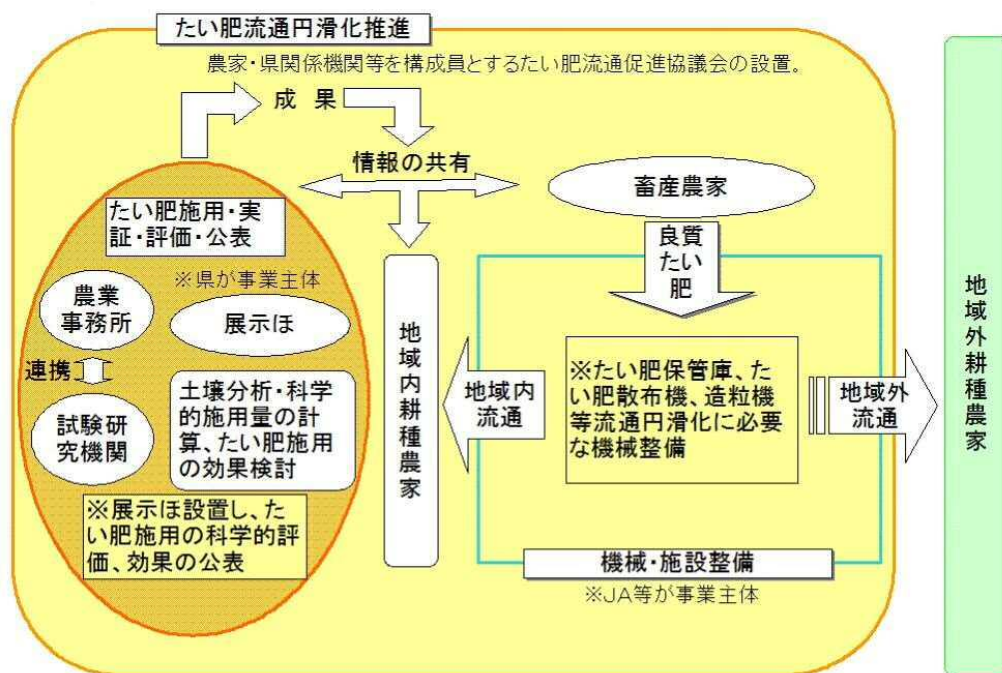 たい肥流通円滑化推進
農家・県関係機関等を構成員とするたい肥流通促進協議会の設置。
成果
情報の共有
畜産農家
たい肥施用・実
証・評価・公表
※県が事業主体
農業
事務所
展示ほ
連携
試験研
究機関
土壌分析・科学
的施用量の計
算、たい肥施用
の効果検討
※展示ほ設置し、た
い肥施用の科学的評
価、効果の公表
地域内耕種農家
良質
たい
肥
地域内
流通
※たい肥保管庫、た
い肥散布機、造粒機
等流通円滑化に必要
な機械整備
地域外
流通
機械・施設整備
※JA等が事業主体
地域外耕種農家